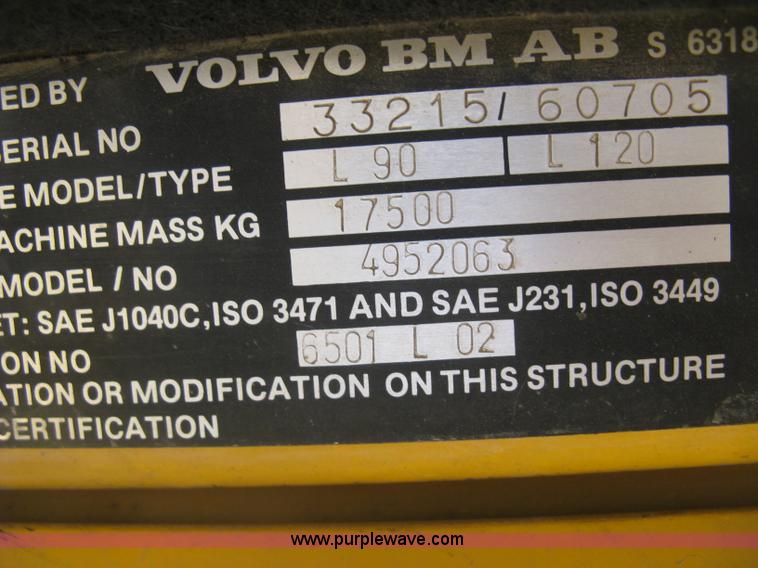 ED BY VOLVO BM AB S 6318
SERIAL NO 33215/60705
E MODEL/TYPE L 90 L 120
ACHINE MASS KG 17500
MODEL / NO 4952063
ET: SAE J1040C, ISO 3471 AND SAE J231, ISO 3449
ON NO 6501 L 02
ATION OR MODIFICATION ON THIS STRUCTURE
CERTIFICATION
www.purplewave.com